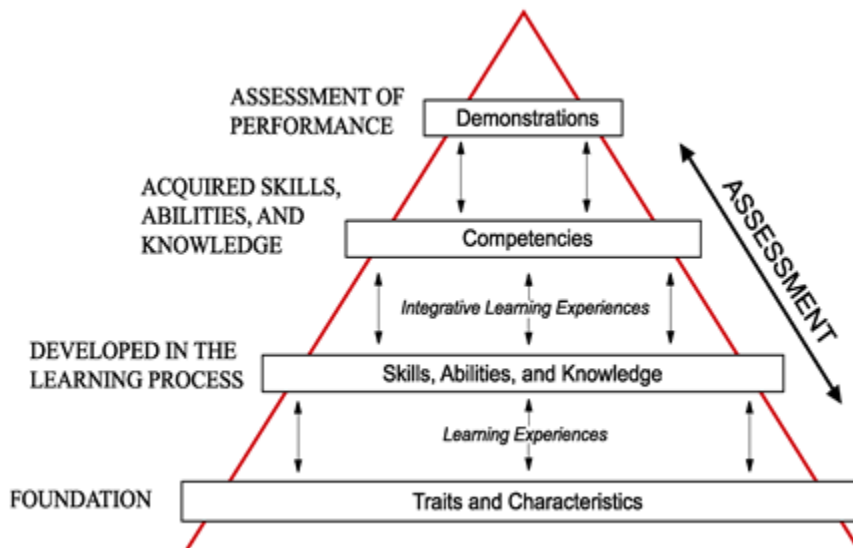 ASSESSMENT OF
PERFORMANCE
Demonstrations
ACQUIRED SKILLS,
ABILITIES, AND
KNOWLEDGE
Competencies
ASSESSMENT
Integrative Learning Experiences
DEVELOPED IN THE
LEARNING PROCESS
Skills, Abilities, and Knowledge
Learning Experiences
FOUNDATION
Traits and Characteristics